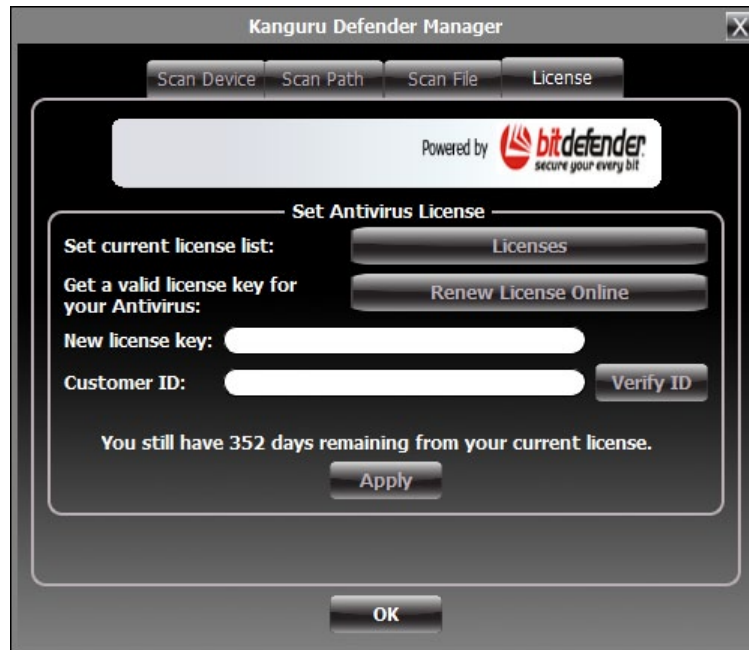 Kanguru Defender Manager
X
Scan Device Scan Path Scan File License
Powered by bitdefender
secure your every bit
Set Antivirus License
Set current license list: Licenses
Get a valid license key for
your Antivirus: Renew License Online
New license key:
Customer ID: Verify ID
You still have 352 days remaining from your current license.
Apply
OK